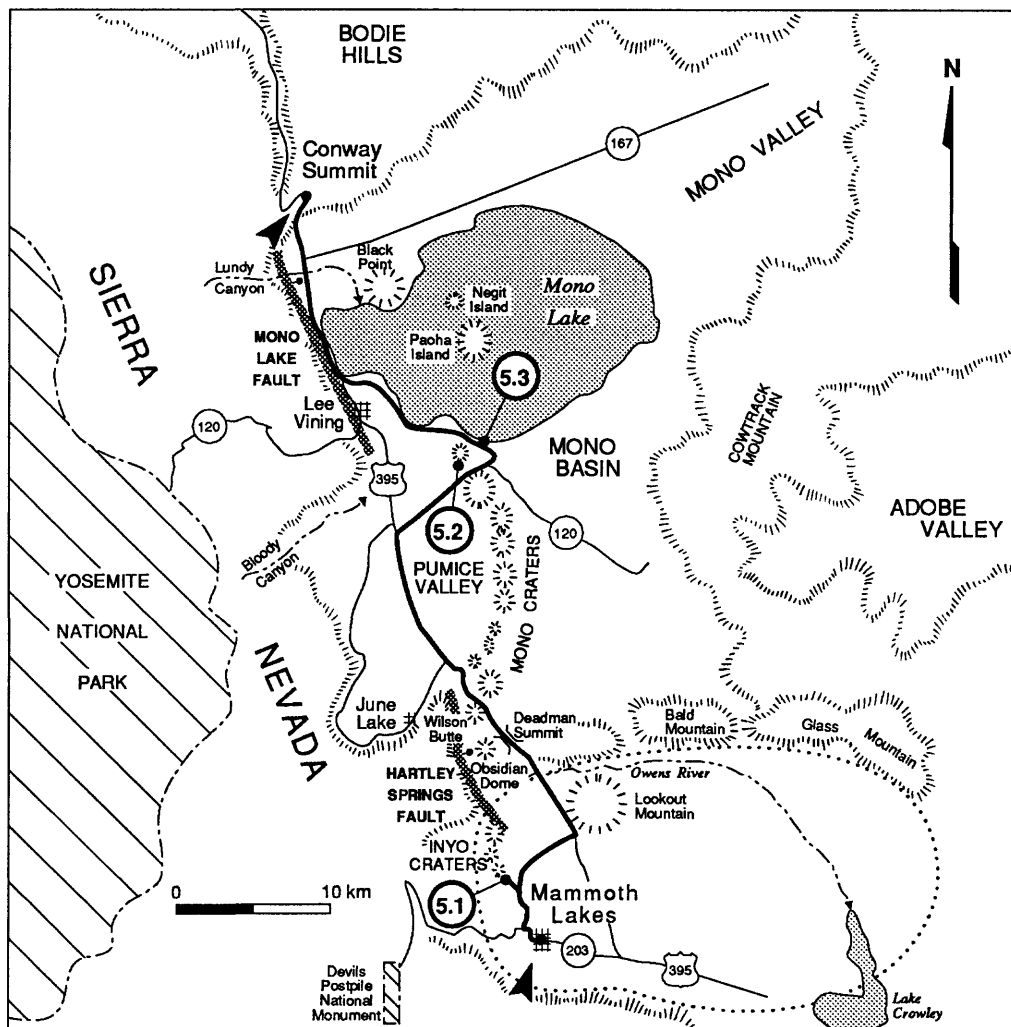 BODIE
HILLS
N
Conway
Summit
167
MONO VALLEY
SIERRA
Lundy
Canyon
Black
Point
Negit
Island
Mono
Lake
Paoha
Island
MONO
LAKE
FAULT
5.3
Lee
Vining
120
395
MONO
BASIN
COWTRACK
MOUNTAIN
5.2
120
ADOBE
VALLEY
Bloody
Canyon
PUMICE
VALLEY
YOSEMITE
NATIONAL
PARK
MONO CRATERS
NEVADA
June
Lake
Wilson
Butte
Deadman
Summit
Bald
Mountain
Glass
Mountain
Obsidian
Dome
Owens River
HARTLEY
SPRINGS
FAULT
Lookout
Mountain
INYO
CRATERS
0 10 km
5.1
Mammoth
Lakes
203
395
Devils
Postpile
National
Monument
Lake
Crowley